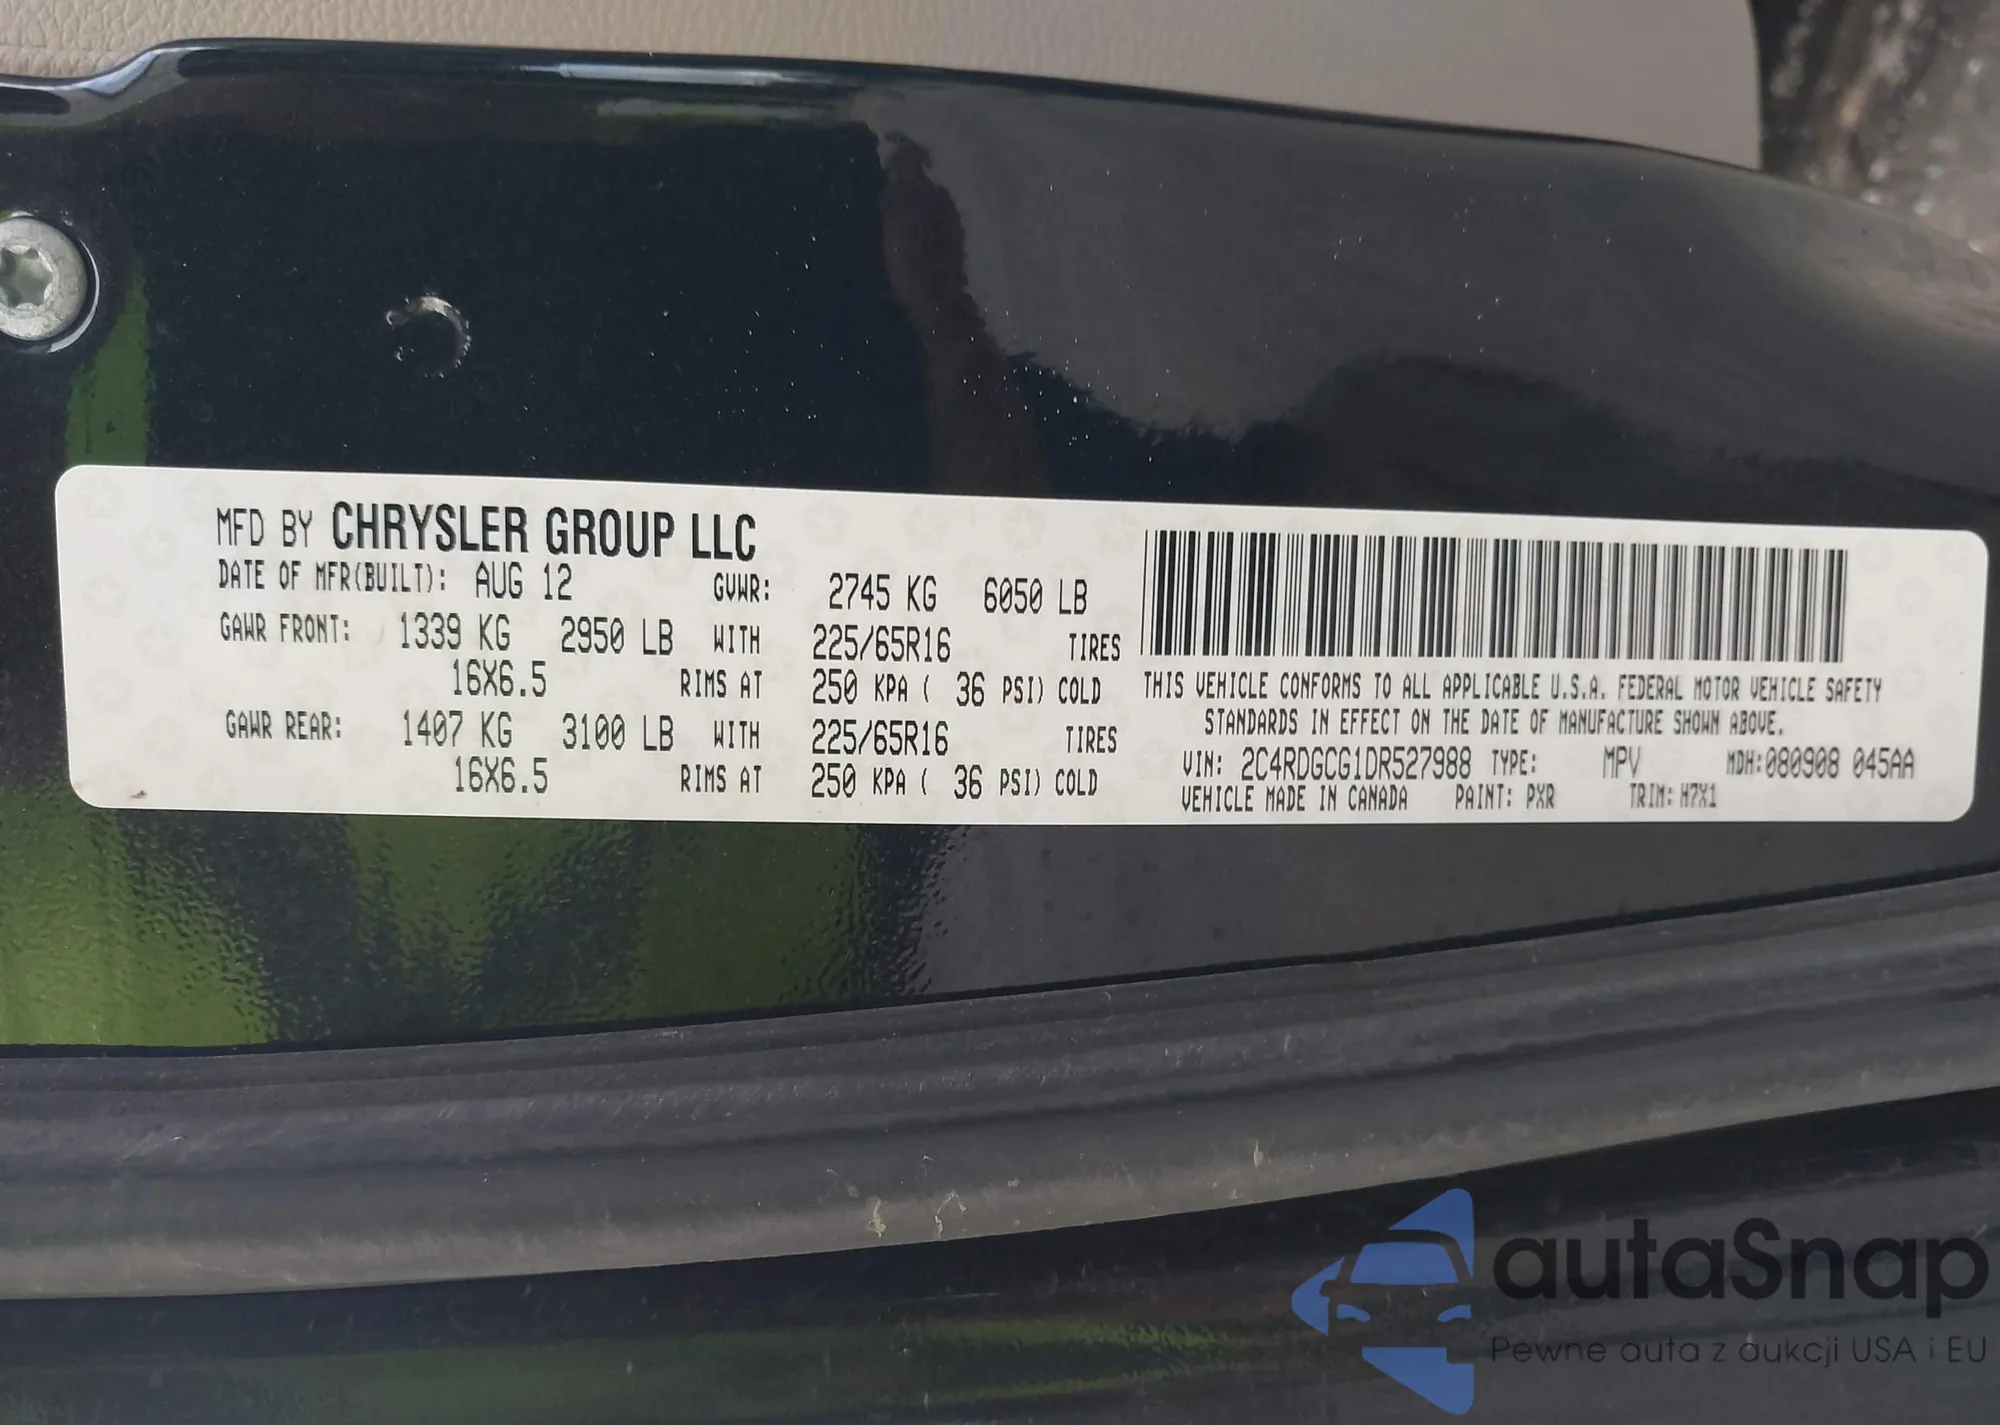 MFD BY CHRYSLER GROUP LLC
DATE OF MFR(BUILT): AUG 12 GVWR: 2745 KG 6050 LB
GAWR FRONT: 1339 KG 2950 LB WITH 225/65R16 TIRES
16X6.5 RIMS AT 250 KPA ( 36 PSI) COLD
GAWR REAR: 1407 KG 3100 LB WITH 225/65R16 TIRES
16X6.5 RIMS AT 250 KPA ( 36 PSI) COLD
THIS VEHICLE CONFORMS TO ALL APPLICABLE U.S.A. FEDERAL MOTOR VEHICLE SAFETY
STANDARDS IN EFFECT ON THE DATE OF MANUFACTURE SHOWN ABOVE.
VIN: 2C4RDGCG1DR527988 TYPE: MPV MDH:080908 045AA
VEHICLE MADE IN CANADA PAINT: PXR TRIM: H7X1
autaSnap
Pewne auta z aukcji USA i EU